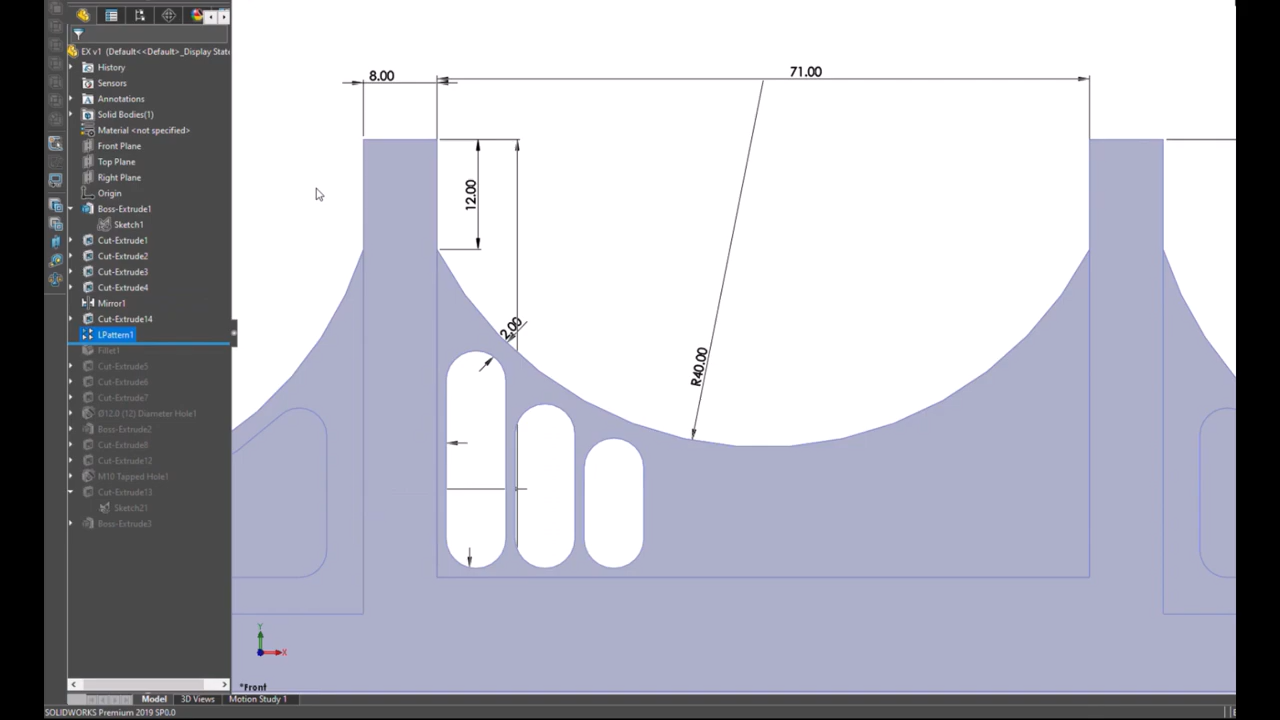 EX v1 (Default<<Default>_Display State
History
Sensors
Annotations
Solid Bodies(1)
Material <not specified>
Front Plane
Top Plane
Right Plane
Origin
Boss-Extrude1
Sketch1
Cut-Extrude1
Cut-Extrude2
Cut-Extrude3
Cut-Extrude4
Mirror1
Cut-Extrude14
LPattern1
Fillet1
Cut-Extrude5
Cut-Extrude6
Cut-Extrude7
Ø12.0 (12) Diameter Hole1
Boss-Extrude2
Cut-Extrude8
Cut-Extrude12
M10 Tapped Hole1
Cut-Extrude13
Sketch21
Boss-Extrude3
8.00
71.00
12.00
2.00
R40.00
Y
X
*Front
Model 3D Views Motion Study 1
SOLIDWORKS Premium 2019 SP0.0